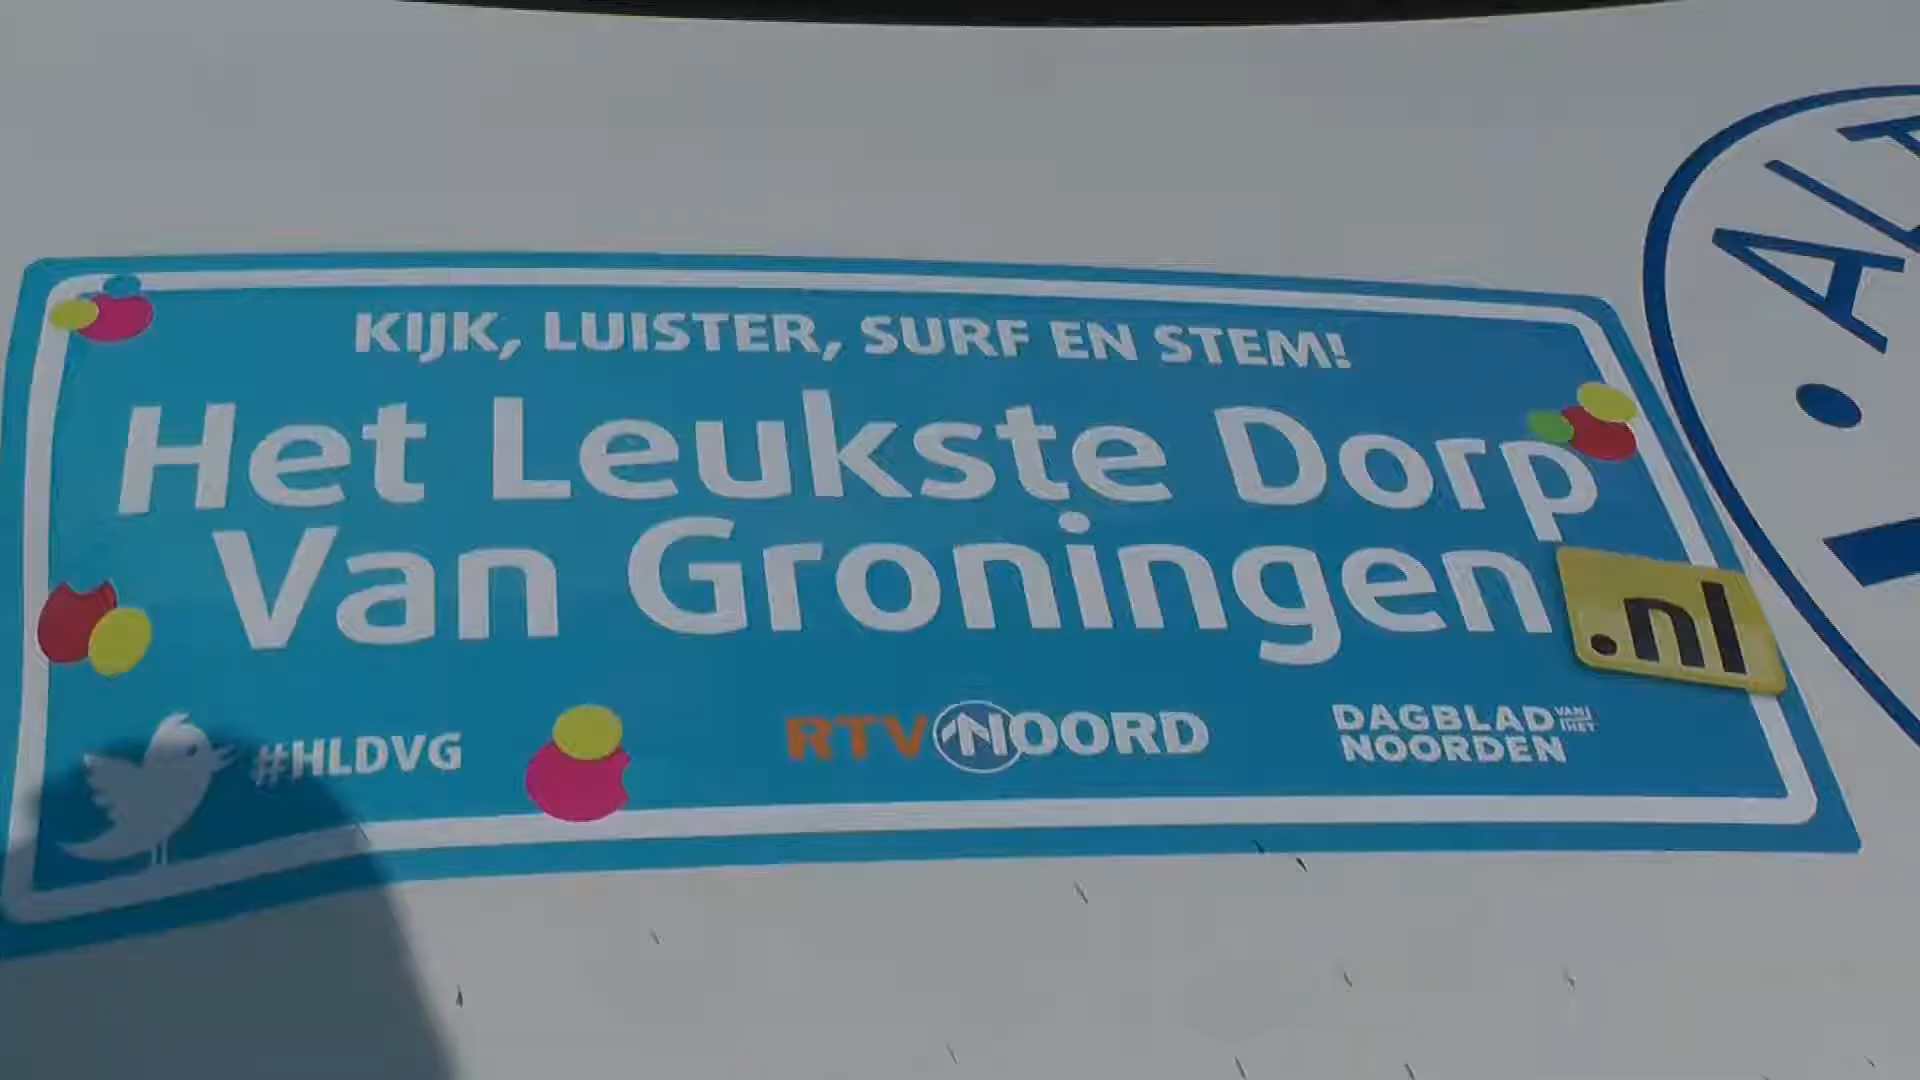 KIJK, LUISTER, SURF EN STEM!
Het Leukste Dorp
Van Groningen
.nl
#HLDVG
RTV NOORD
DAGBLAD VAN HET
NOORDEN